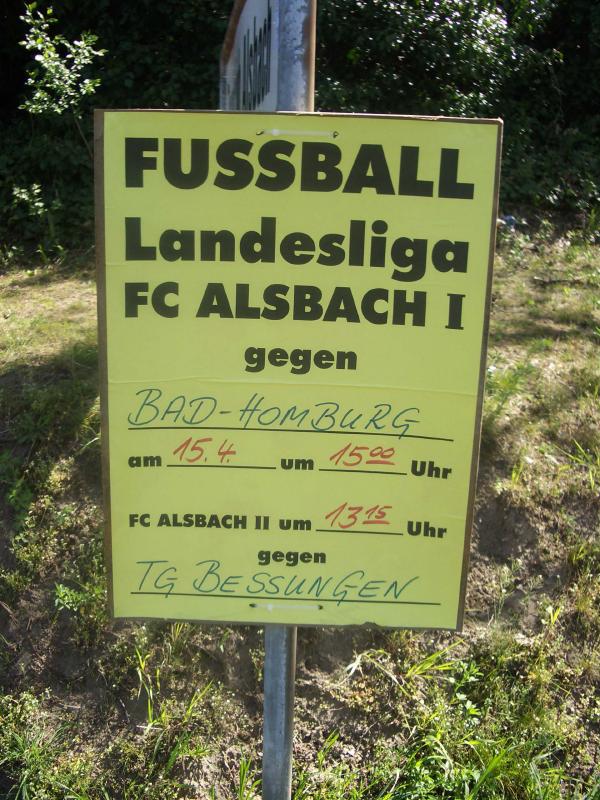 Alsbach
FUSSBALL
Landesliga
FC ALSBACH I
gegen
BAD-HOMBURG
am 15.4. um 15⁰⁰ Uhr
FC ALSBACH II um 13¹⁵ Uhr
gegen
TG BESSUNGEN